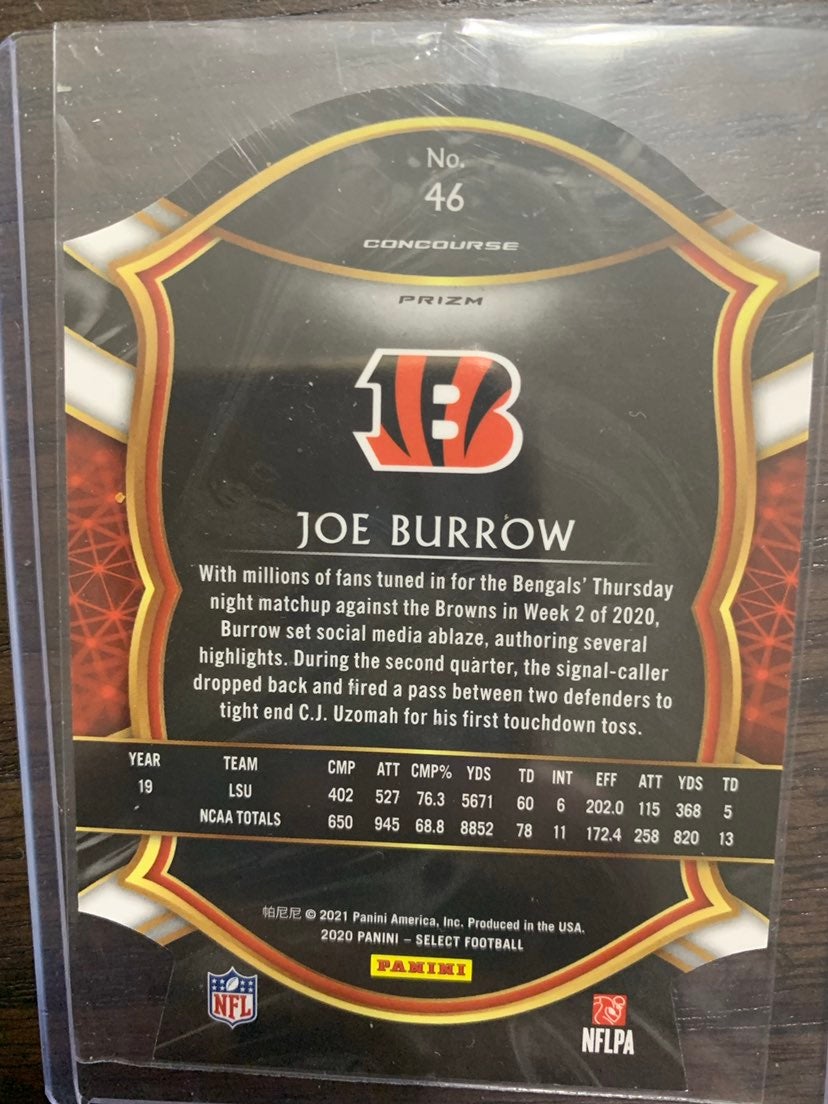 No.
46
CONCOURSE
PRIZM
B
JOE BURROW
With millions of fans tuned in for the Bengals' Thursday
night matchup against the Browns in Week 2 of 2020,
Burrow set social media ablaze, authoring several
highlights. During the second quarter, the signal-caller
dropped back and fired a pass between two defenders to
tight end C.J. Uzomah for his first touchdown toss.
YEAR TEAM CMP ATT CMP% YDS TD INT EFF ATT YDS TD
19 LSU 402 527 76.3 5671 60 6 202.0 115 368 5
NCAA TOTALS 650 945 68.8 8852 78 11 172.4 258 820 13
帕尼尼 © 2021 Panini America, Inc. Produced in the USA.
2020 PANINI – SELECT FOOTBALL
PANINI
NFL
NFLPA